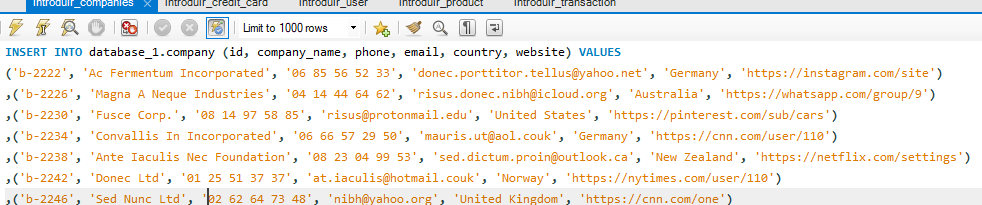 Introduir_companies Introduir_credit_card Introduir_user Introduir_product Introduir_transaction
Limit to 1000 rows
INSERT INTO database_1.company (id, company_name, phone, email, country, website) VALUES
('b-2222', 'Ac Fermentum Incorporated', '06 85 56 52 33', 'donec.porttitor.tellus@yahoo.net', 'Germany', 'https://instagram.com/site')
,('b-2226', 'Magna A Neque Industries', '04 14 44 64 62', 'risus.donec.nibh@icloud.org', 'Australia', 'https://whatsapp.com/group/9')
,('b-2230', 'Fusce Corp.', '08 14 97 58 85', 'risus@protonmail.edu', 'United States', 'https://pinterest.com/sub/cars')
,('b-2234', 'Convallis In Incorporated', '06 66 57 29 50', 'mauris.ut@aol.couk', 'Germany', 'https://cnn.com/user/110')
,('b-2238', 'Ante Iaculis Nec Foundation', '08 23 04 99 53', 'sed.dictum.proin@outlook.ca', 'New Zealand', 'https://netflix.com/settings')
,('b-2242', 'Donec Ltd', '01 25 51 37 37', 'at.iaculis@hotmail.couk', 'Norway', 'https://nytimes.com/user/110')
,('b-2246', 'Sed Nunc Ltd', '02 62 64 73 48', 'nibh@yahoo.org', 'United Kingdom', 'https://cnn.com/one')